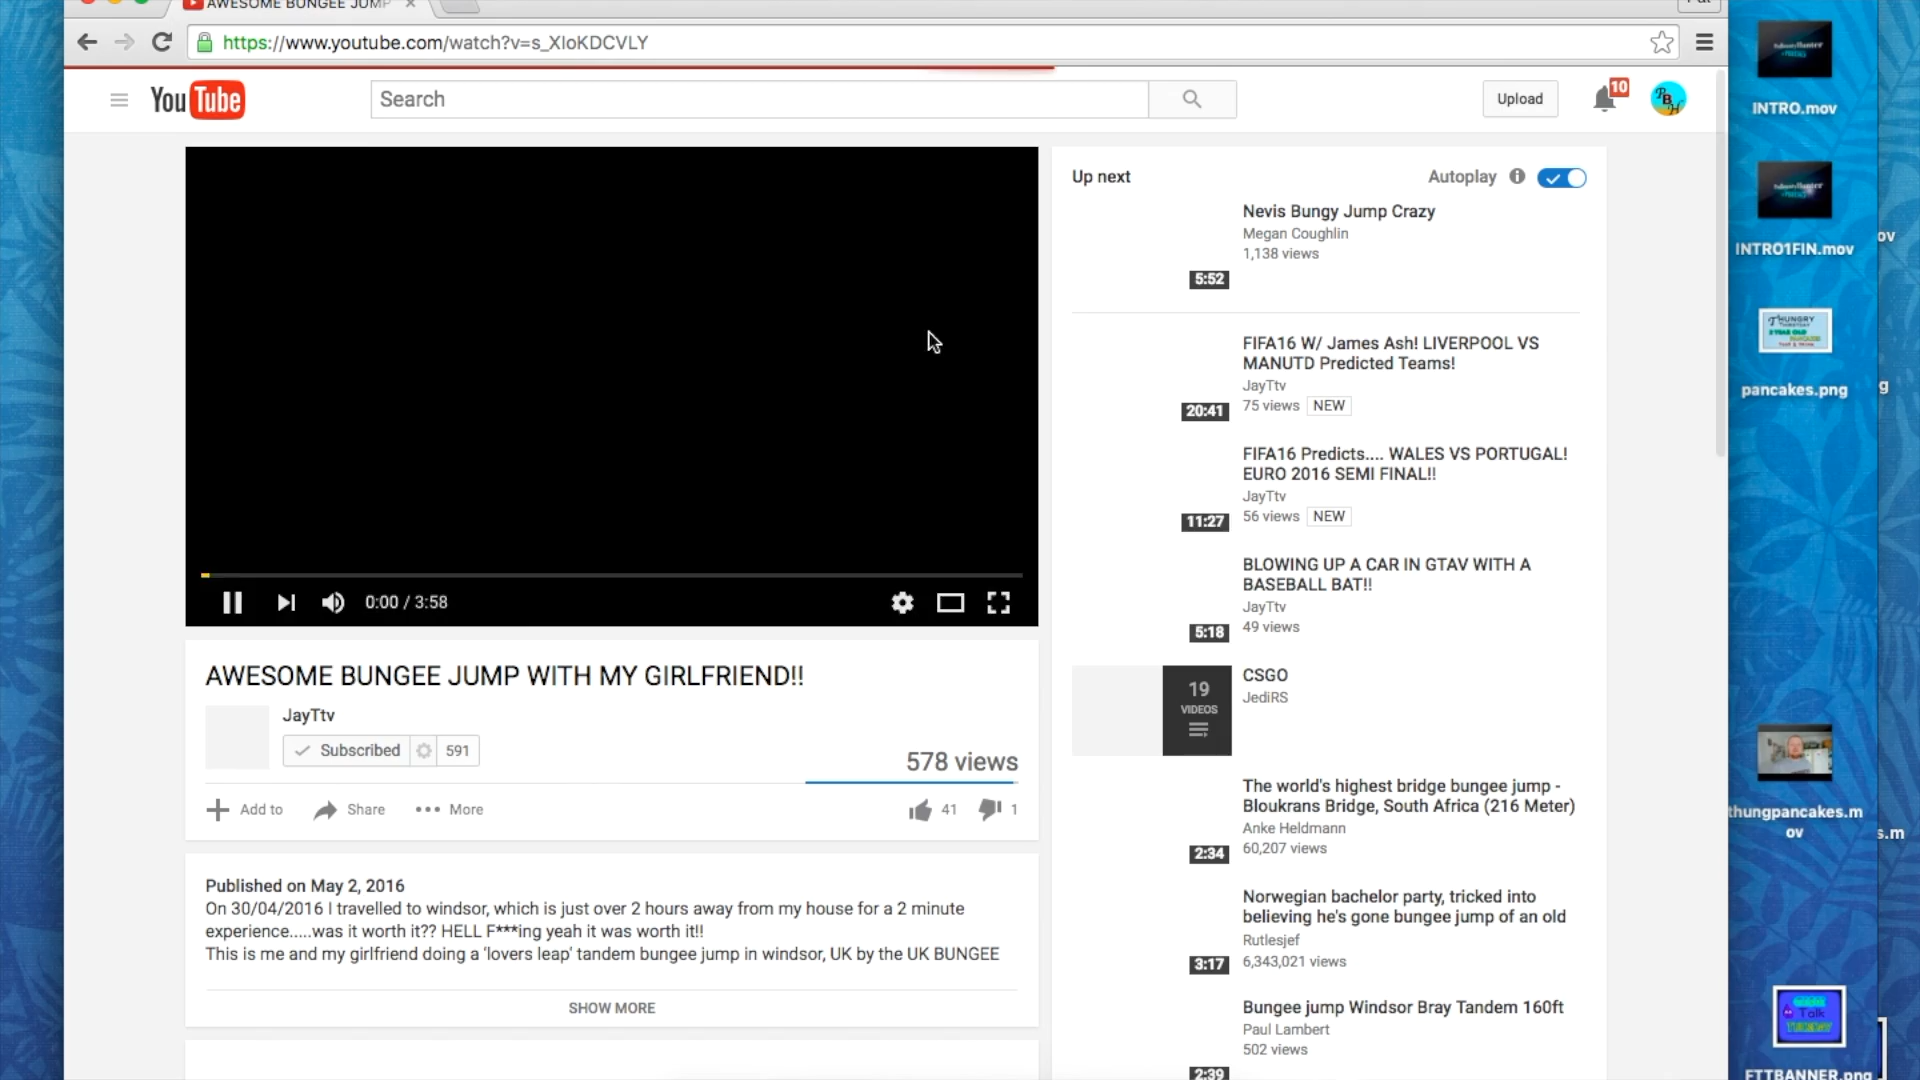 AWESOME BUNGEE JUMP
https://www.youtube.com/watch?v=s_XIoKDCVLY
YouTube
Search
Upload
10
0:00 / 3:58
AWESOME BUNGEE JUMP WITH MY GIRLFRIEND!!
JayTtv
Subscribed
591
578 views
Add to
Share
More
41
1
Published on May 2, 2016
On 30/04/2016 I travelled to windsor, which is just over 2 hours away from my house for a 2 minute
experience.....was it worth it?? HELL F***ing yeah it was worth it!!
This is me and my girlfriend doing a 'lovers leap' tandem bungee jump in windsor, UK by the UK BUNGEE
SHOW MORE
Up next
Autoplay
Nevis Bungy Jump Crazy
Megan Coughlin
1,138 views
5:52
FIFA16 W/ James Ash! LIVERPOOL VS
MANUTD Predicted Teams!
JayTtv
75 views NEW
20:41
FIFA16 Predicts.... WALES VS PORTUGAL!
EURO 2016 SEMI FINAL!!
JayTtv
56 views NEW
11:27
BLOWING UP A CAR IN GTAV WITH A
BASEBALL BAT!!
JayTtv
49 views
5:18
19
VIDEOS
CSGO
JediRS
The world's highest bridge bungee jump -
Bloukrans Bridge, South Africa (216 Meter)
Anke Heldmann
60,207 views
2:34
Norwegian bachelor party, tricked into
believing he's gone bungee jump of an old
Rutlesjef
6,343,021 views
3:17
Bungee jump Windsor Bray Tandem 160ft
Paul Lambert
502 views
2:39
INTRO.mov
INTRO1FIN.mov
ov
pancakes.png
g
thungpancakes.m
ov
s.m
Talk
FTTBANNER.png